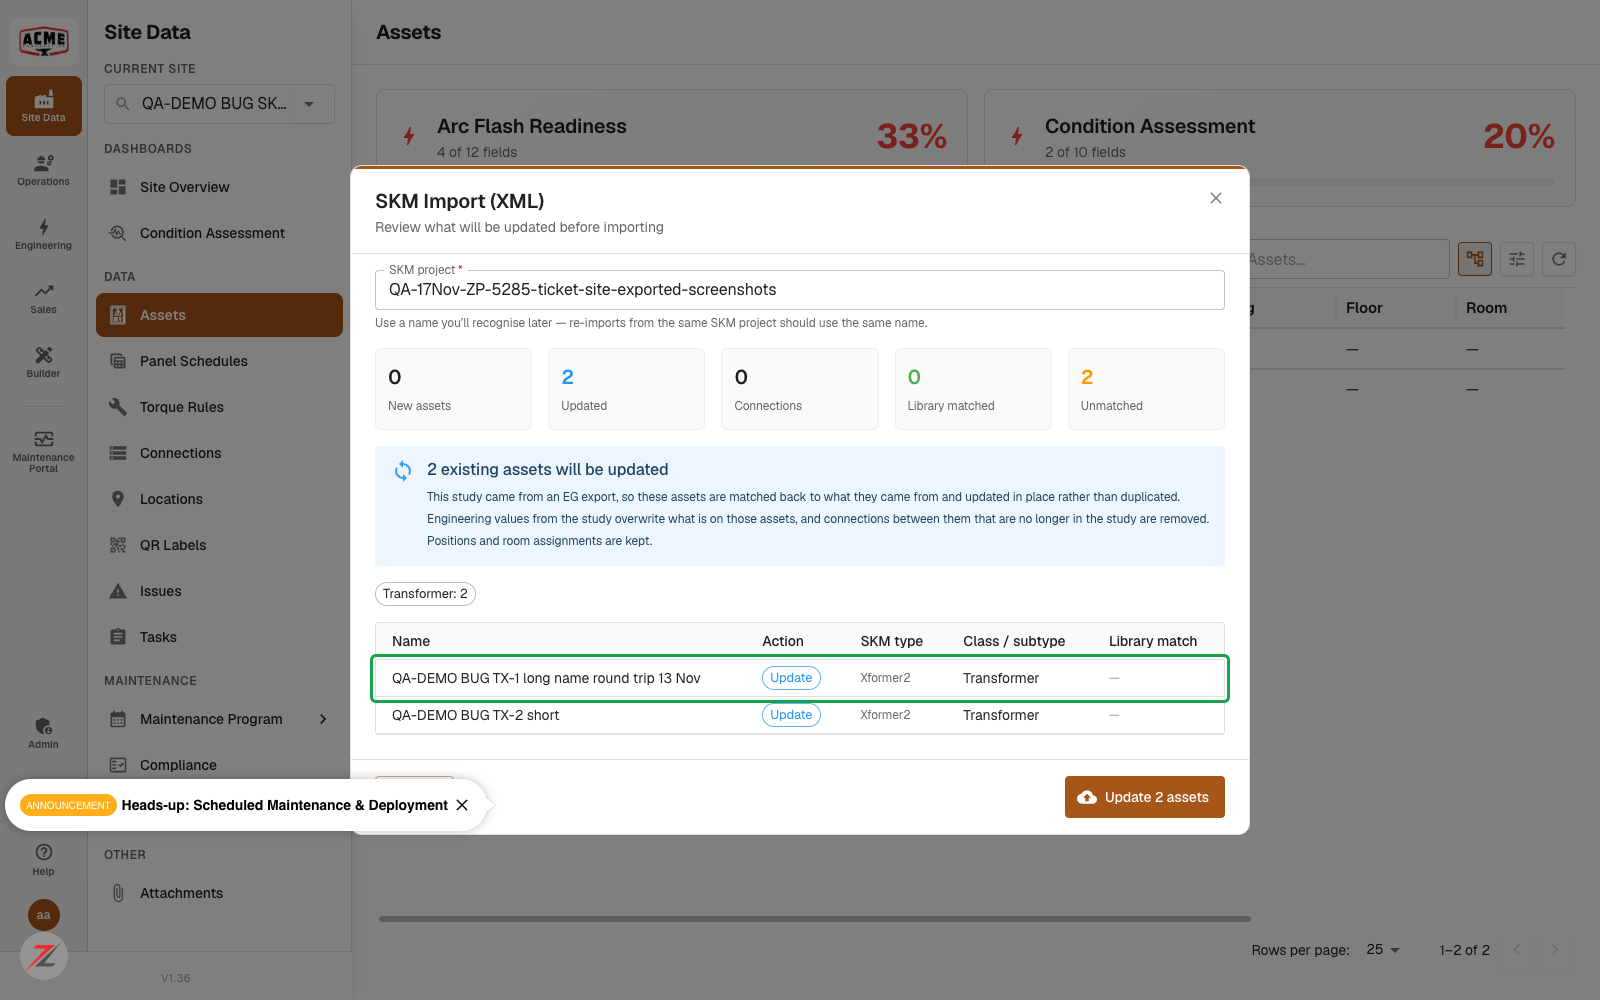 ACME
Site Data
Operations
Engineering
Sales
Builder
Maintenance
Portal
Admin
Help
aa
Site Data
CURRENT SITE
QA-DEMO BUG SK...
DASHBOARDS
Site Overview
Condition Assessment
DATA
Assets
Panel Schedules
Torque Rules
Connections
Locations
QR Labels
Issues
Tasks
MAINTENANCE
Maintenance Program
Compliance
OTHER
Attachments
V1.36
ANNOUNCEMENT Heads-up: Scheduled Maintenance & Deployment
Assets
Arc Flash Readiness
4 of 12 fields
33%
Condition Assessment
2 of 10 fields
20%
Assets...
Floor Room
— —
— —
Rows per page: 25 1–2 of 2
SKM Import (XML)
Review what will be updated before importing
SKM project *
QA-17Nov-ZP-5285-ticket-site-exported-screenshots
Use a name you'll recognise later — re-imports from the same SKM project should use the same name.
0
New assets
2
Updated
0
Connections
0
Library matched
2
Unmatched
2 existing assets will be updated
This study came from an EG export, so these assets are matched back to what they came from and updated in place rather than duplicated.
Engineering values from the study overwrite what is on those assets, and connections between them that are no longer in the study are removed.
Positions and room assignments are kept.
Transformer: 2
Name Action SKM type Class / subtype Library match
QA-DEMO BUG TX-1 long name round trip 13 Nov Update Xformer2 Transformer —
QA-DEMO BUG TX-2 short Update Xformer2 Transformer —
Update 2 assets